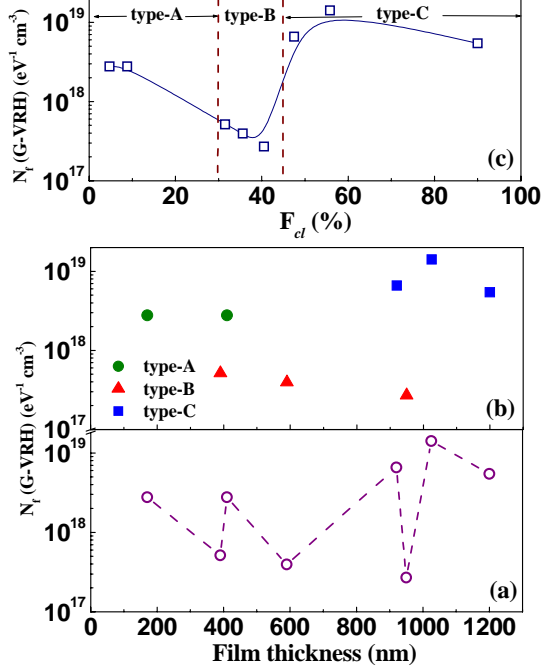 type-A type-B type-C
10^19
10^18
10^17
N_f (G-VRH) (eV^-1 cm^-3)
(c)
0 20 40 60 80 100
F_cl (%)
10^19
10^18
10^17
type-A
type-B
type-C
(b)
N_f (G-VRH) (eV^-1 cm^-3)
10^19
10^18
10^17
(a)
0 200 400 600 800 1000 1200
Film thickness (nm)